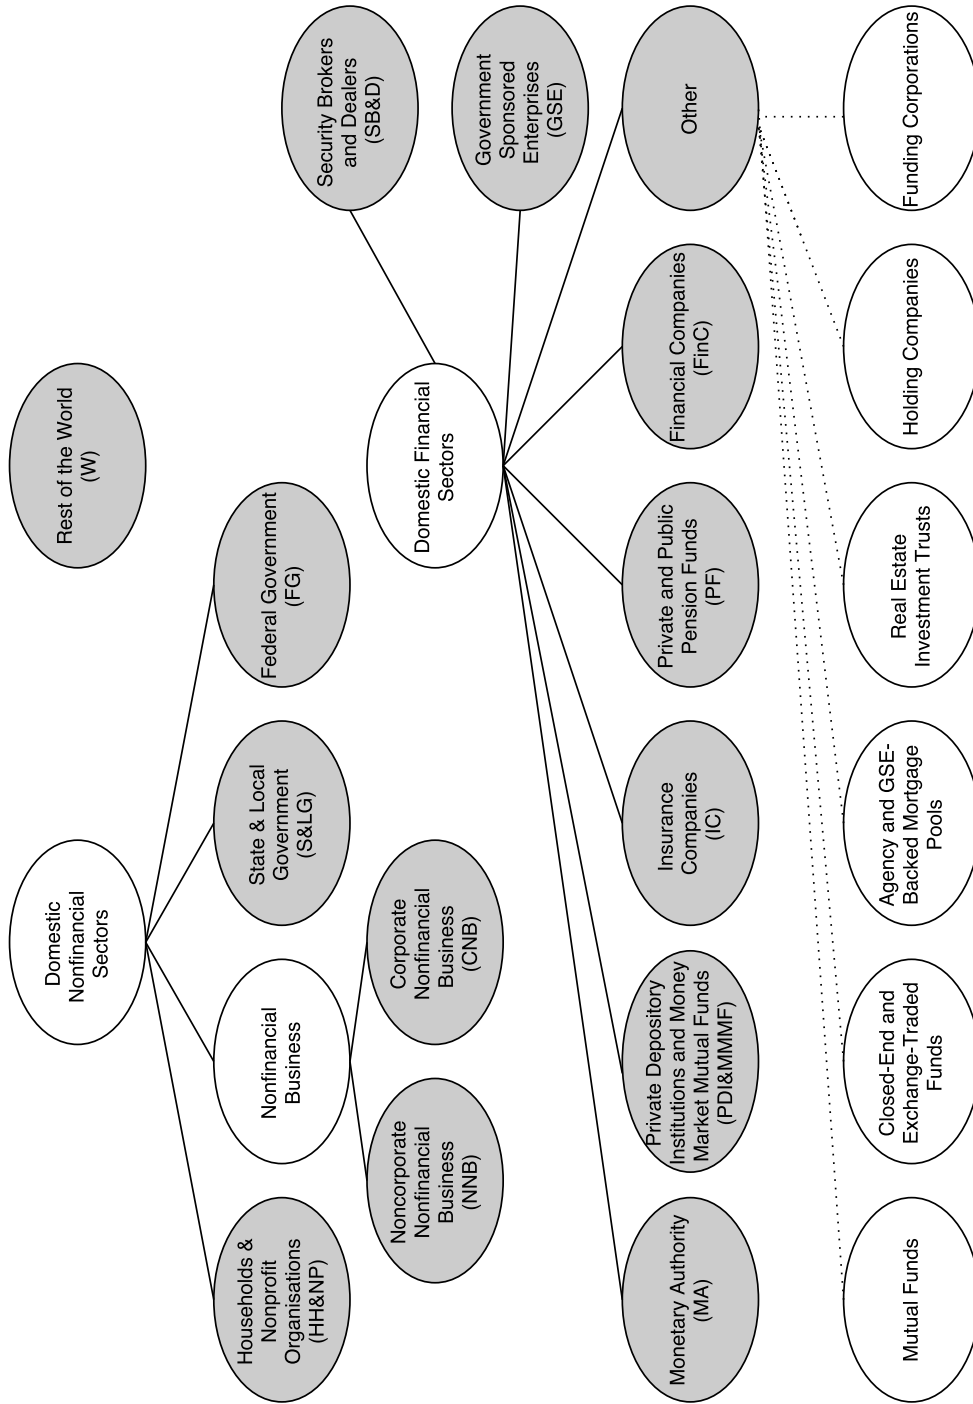 Domestic
Nonfinancial
Sectors
Rest of the World
(W)
Households &
Nonprofit
Organisations
(HH&NP)
Nonfinancial
Business
State & Local
Government
(S&LG)
Federal Government
(FG)
Noncorporate
Nonfinancial
Business
(NNB)
Corporate
Nonfinancial
Business
(CNB)
Domestic Financial
Sectors
Security Brokers
and Dealers
(SB&D)
Government
Sponsored
Enterprises
(GSE)
Monetary Authority
(MA)
Private Depository
Institutions and Money
Market Mutual Funds
(PDI&MMMF)
Insurance
Companies
(IC)
Private and Public
Pension Funds
(PF)
Financial Companies
(FinC)
Other
Mutual Funds
Closed-End and
Exchange-Traded
Funds
Agency and GSE-
Backed Mortgage
Pools
Real Estate
Investment Trusts
Holding Companies
Funding Corporations